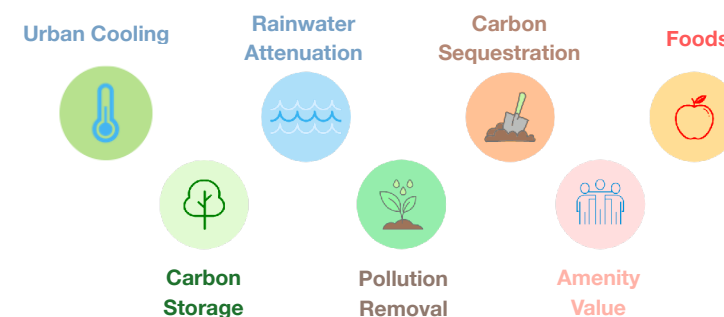 Urban Cooling
Rainwater
Attenuation
Carbon
Sequestration
Foods
Carbon
Storage
Pollution
Removal
Amenity
Value